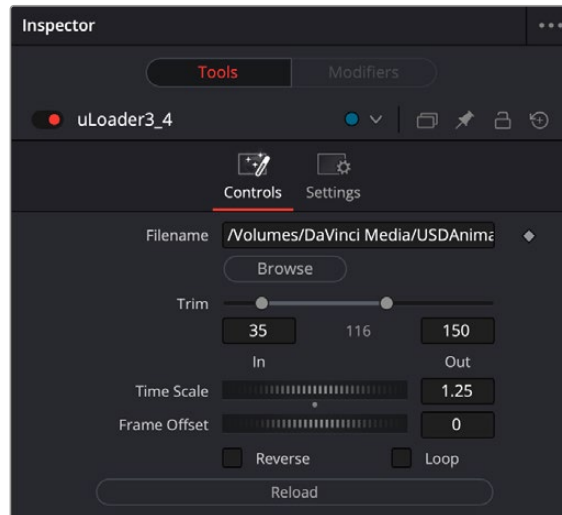 Inspector
Tools Modifiers
uLoader3_4
Controls Settings
Filename /Volumes/DaVinci Media/USDAnima
Browse
Trim
35 116 150
In Out
Time Scale 1.25
Frame Offset 0
Reverse Loop
Reload